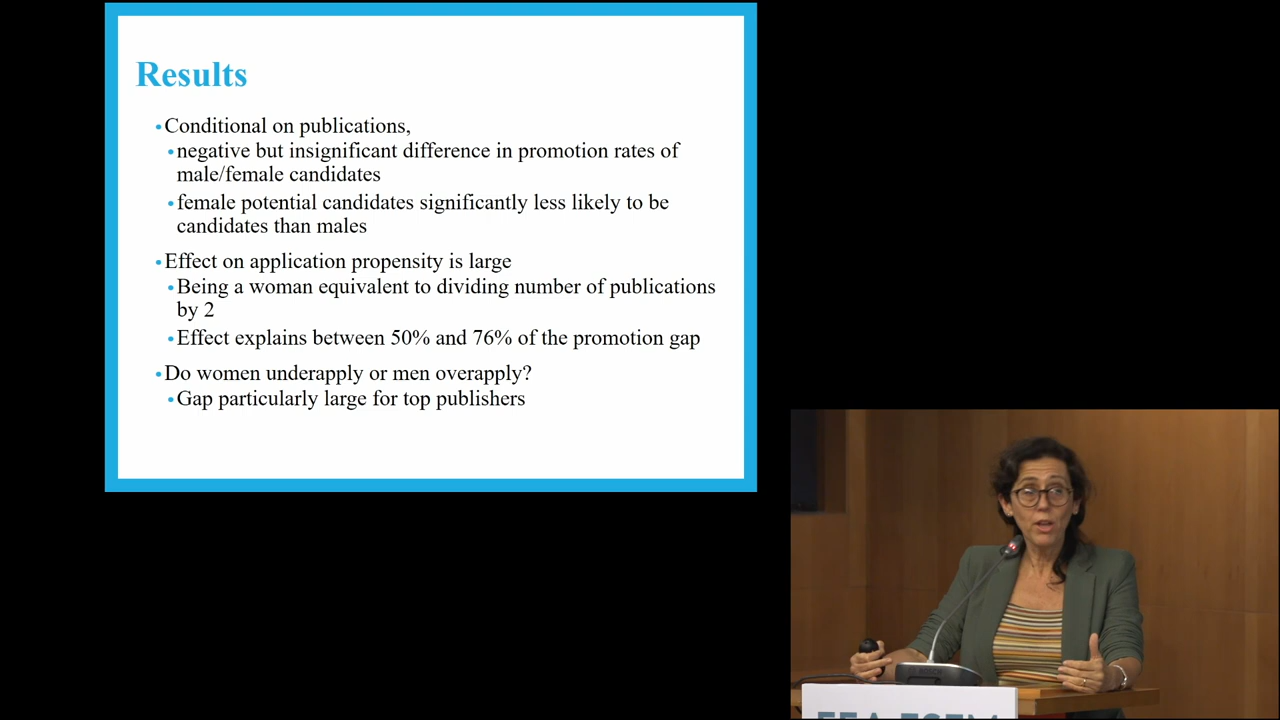 Results
•Conditional on publications,
•negative but insignificant difference in promotion rates of
male/female candidates
•female potential candidates significantly less likely to be
candidates than males
•Effect on application propensity is large
•Being a woman equivalent to dividing number of publications
by 2
•Effect explains between 50% and 76% of the promotion gap
•Do women underapply or men overapply?
•Gap particularly large for top publishers
EEA-ESEM